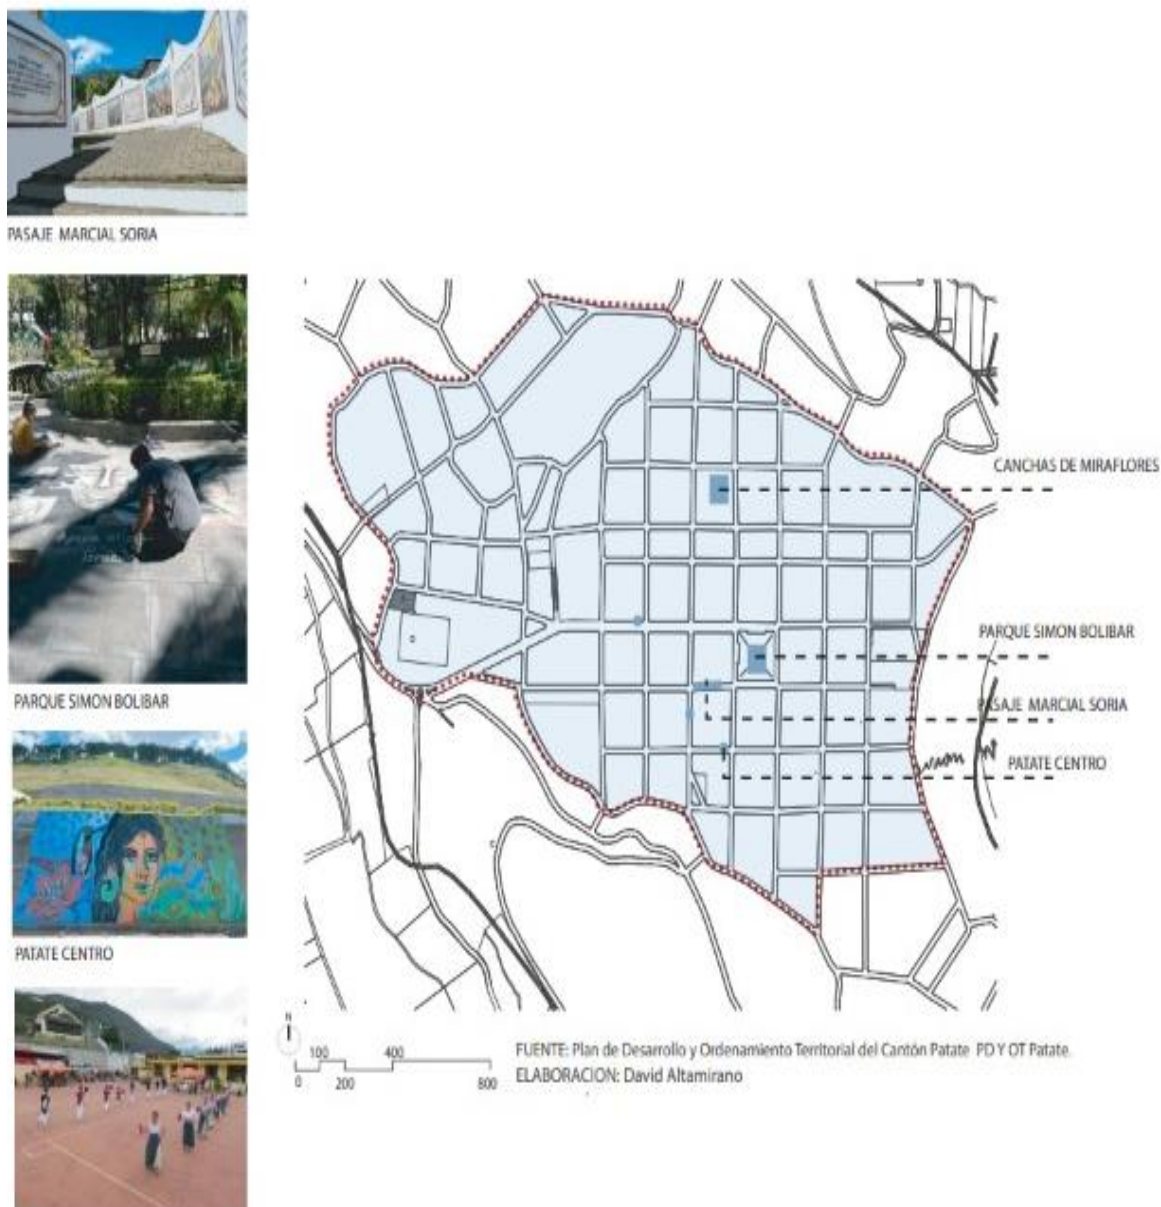 PASAJE MARCIAL SORIA
PARQUE SIMON BOLIBAR
PATATE CENTRO
CANCHAS DE MIRAFLORES
PARQUE SIMON BOLIBAR
PASAJE MARCIAL SORIA
PATATE CENTRO
N
0 100 200 400 800
FUENTE: Plan de Desarrollo y Ordenamiento Territorial del Cantón Patate PD Y OT Patate.
ELABORACION: David Altamirano